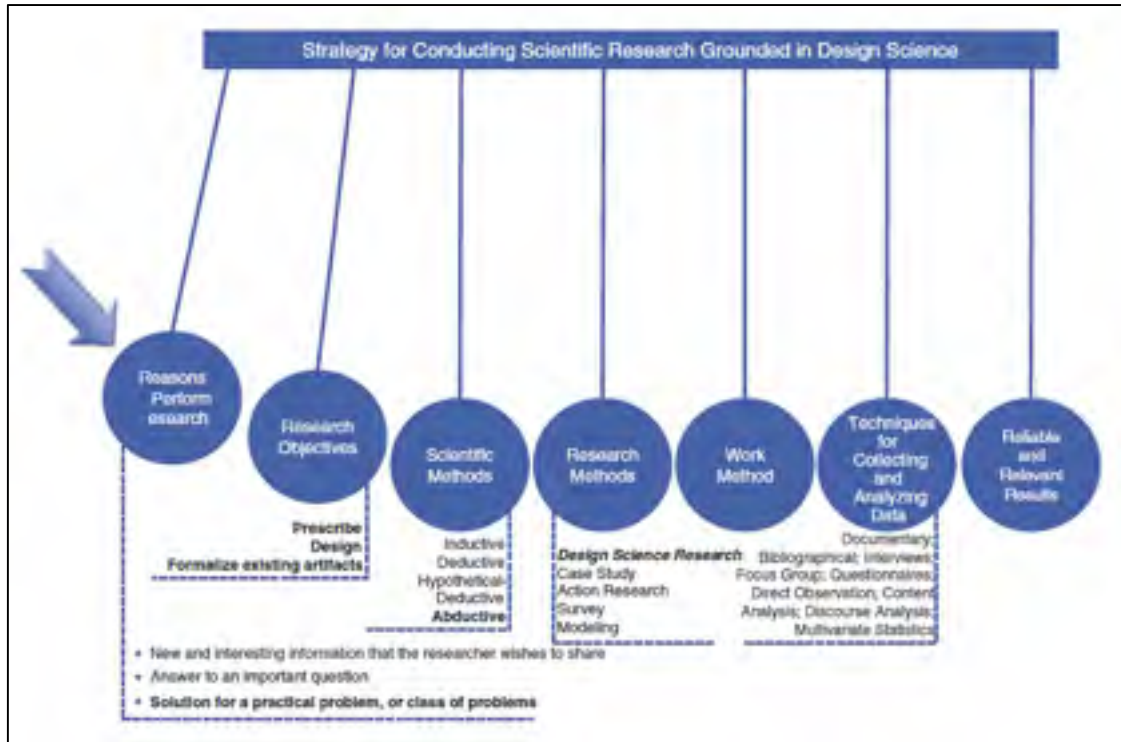 Strategy for Conducting Scientific Research Grounded in Design Science
Reasons
Perform
esearch
Research
Objectives
Scientific
Methods
Research
Methods
Work
Method
Techniques
for
Collecting
and
Analyzing
Data
Reliable
and
Relevant
Results
Prescribe
Design
Formalize existing artifacts
Inductive
Deductive
Hypothetical-
Deductive
Abductive
Design Science Research
Case Study
Action Research
Survey
Modeling
Documentary;
Bibliographical; Interviews;
Focus Group; Questionnaires;
Direct Observation; Content
Analysis; Discourse Analysis;
Multivariate Statistics
• New and interesting information that the researcher wishes to share
• Answer to an important question
• Solution for a practical problem, or class of problems